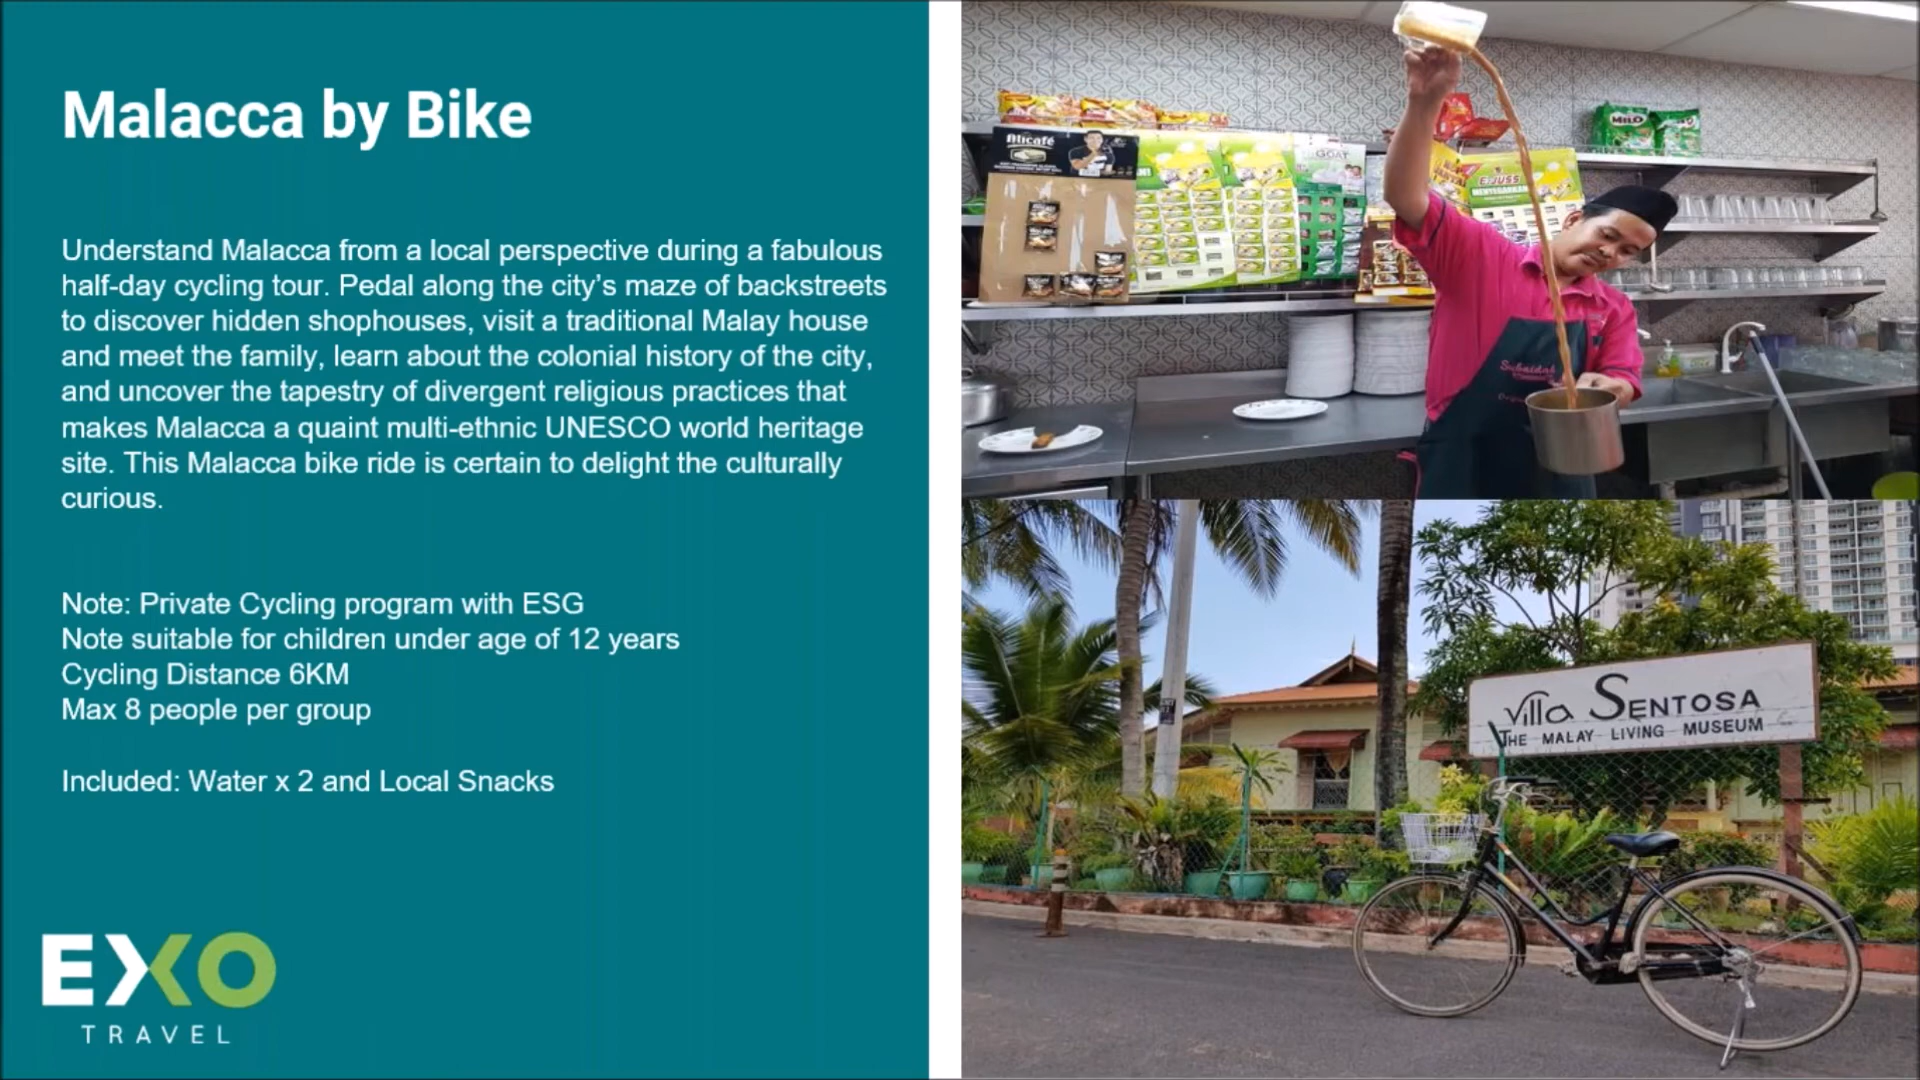 Malacca by Bike
Understand Malacca from a local perspective during a fabulous
half-day cycling tour. Pedal along the city's maze of backstreets
to discover hidden shophouses, visit a traditional Malay house
and meet the family, learn about the colonial history of the city,
and uncover the tapestry of divergent religious practices that
makes Malacca a quaint multi-ethnic UNESCO world heritage
site. This Malacca bike ride is certain to delight the culturally
curious.
Note: Private Cycling program with ESG
Note suitable for children under age of 12 years
Cycling Distance 6KM
Max 8 people per group
Included: Water x 2 and Local Snacks
EXO
TRAVEL
Alicafé
GOAT
EJUSS
MENYEGARKAN
MILO
Villa SENTOSA
THE MALAY LIVING MUSEUM